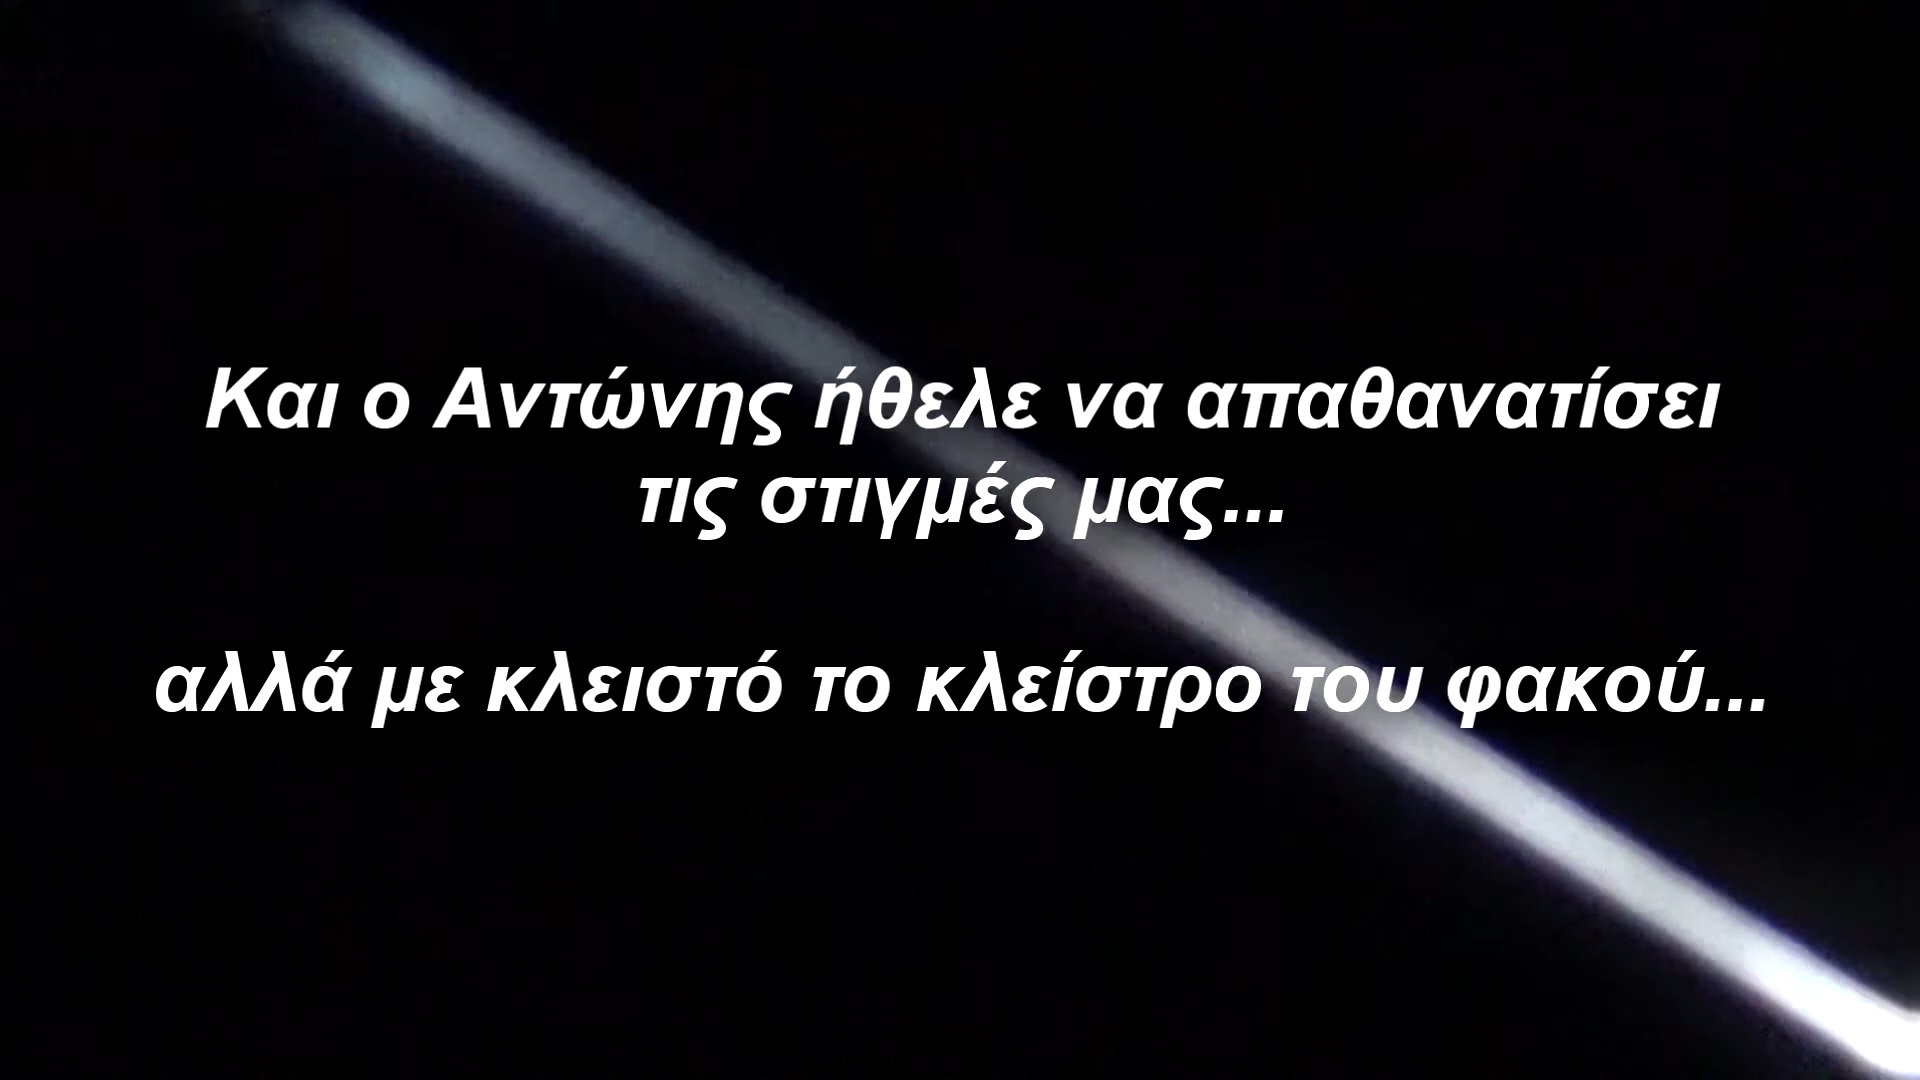 Και ο Αντώνης ήθελε να απαθανατίσει
τις στιγμές μας...
αλλά με κλειστό το κλείστρο του φακού...